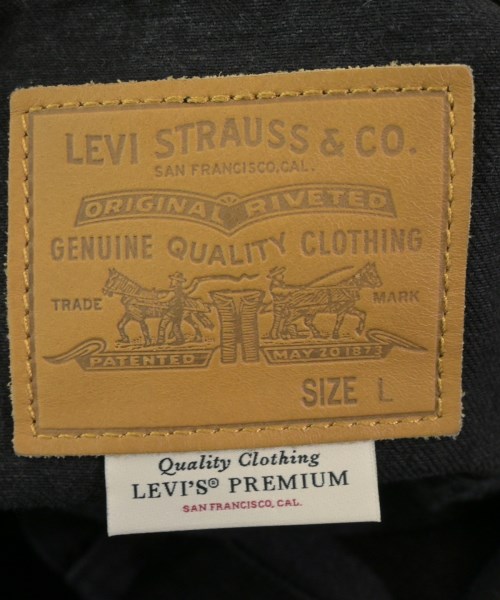 LEVI STRAUSS & CO.
SAN FRANCISCO, CAL.
ORIGINAL RIVETED
GENUINE QUALITY CLOTHING
TRADE MARK
PATENTED MAY 20 1873
SIZE L
Quality Clothing
LEVI'S® PREMIUM
SAN FRANCISCO, CAL.